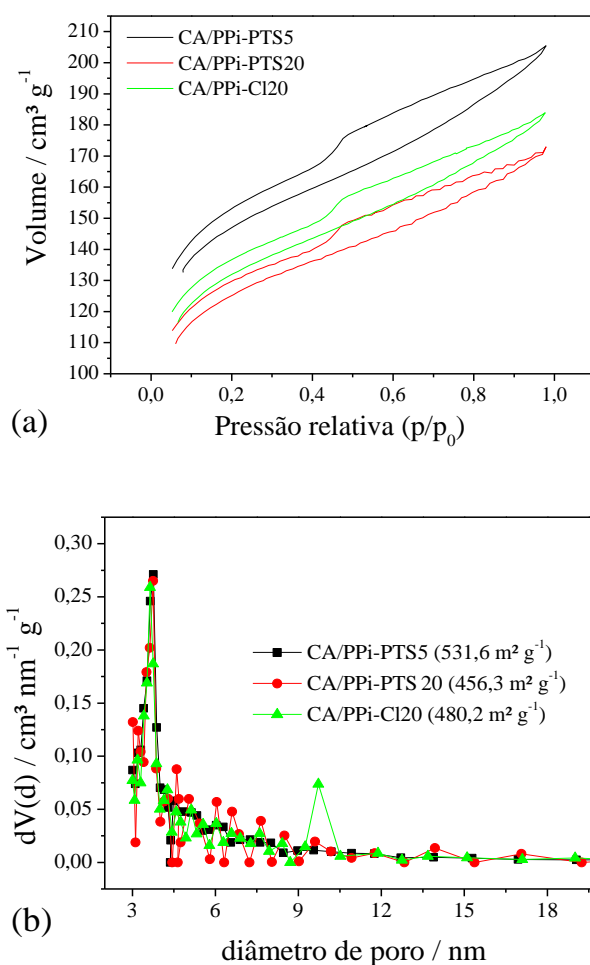 CA/PPi-PTS5
CA/PPi-PTS20
CA/PPi-Cl20
Volume / cm³ g⁻¹
210
200
190
180
170
160
150
140
130
120
110
100
0,0 0,2 0,4 0,6 0,8 1,0
Pressão relativa (p/p₀)
(a)
dV(d) / cm³ nm⁻¹ g⁻¹
0,30
0,25
0,20
0,15
0,10
0,05
0,00
CA/PPi-PTS5 (531,6 m² g⁻¹)
CA/PPi-PTS 20 (456,3 m² g⁻¹)
CA/PPi-Cl20 (480,2 m² g⁻¹)
3 6 9 12 15 18
diâmetro de poro / nm
(b)